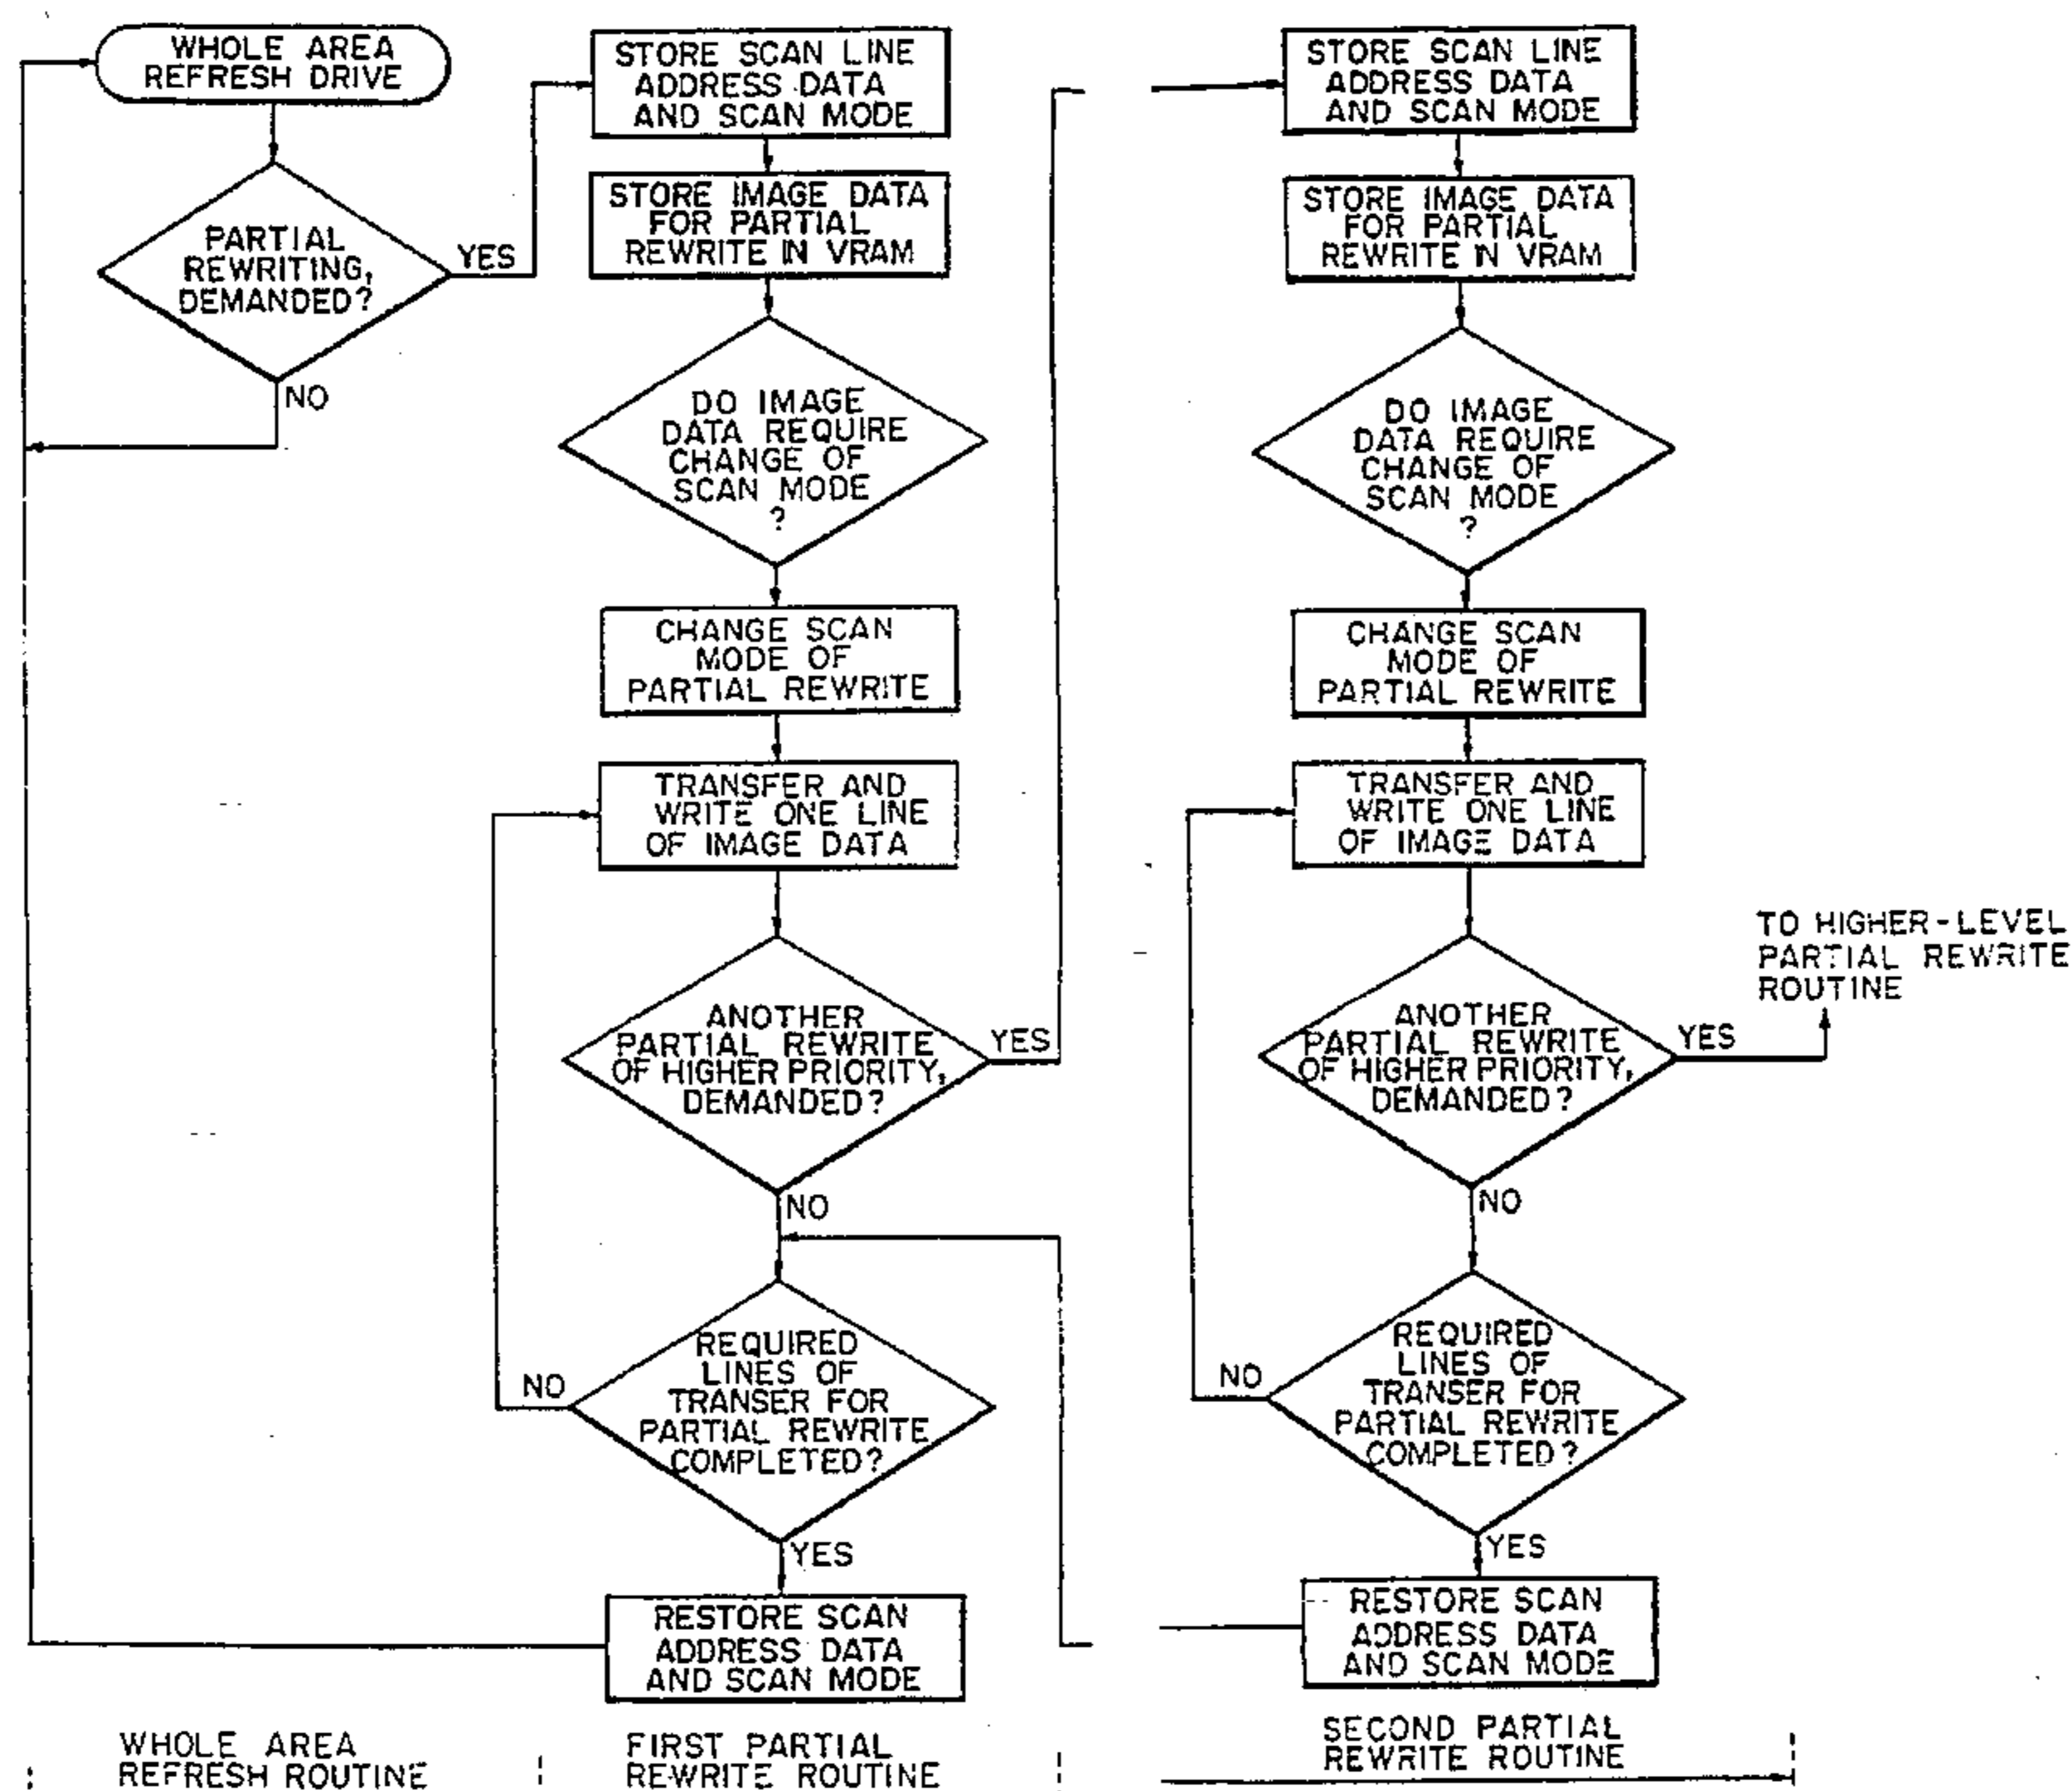 WHOLE AREA
REFRESH DRIVE
PARTIAL
REWRITING,
DEMANDED?
YES
NO
STORE SCAN LINE
ADDRESS DATA
AND SCAN MODE
STORE IMAGE DATA
FOR PARTIAL
REWRITE IN VRAM
DO IMAGE
DATA REQUIRE
CHANGE OF
SCAN MODE
?
CHANGE SCAN
MODE OF
PARTIAL REWRITE
TRANSFER AND
WRITE ONE LINE
OF IMAGE DATA
ANOTHER
PARTIAL REWRITE
OF HIGHER PRIORITY,
DEMANDED?
YES
NO
REQUIRED
LINES OF
TRANSER FOR
PARTIAL REWRITE
COMPLETED?
NO
YES
RESTORE SCAN
ADDRESS DATA
AND SCAN MODE
STORE SCAN LINE
ADDRESS DATA
AND SCAN MODE
STORE IMAGE DATA
FOR PARTIAL
REWRITE IN VRAM
DO IMAGE
DATA REQUIRE
CHANGE OF
SCAN MODE
?
CHANGE SCAN
MODE OF
PARTIAL REWRITE
TRANSFER AND
WRITE ONE LINE
OF IMAGE DATA
ANOTHER
PARTIAL REWRITE
OF HIGHER PRIORITY,
DEMANDED?
YES
TO HIGHER-LEVEL
PARTIAL REWRITE
ROUTINE
NO
REQUIRED
LINES OF
TRANSER FOR
PARTIAL REWRITE
COMPLETED?
NO
YES
RESTORE SCAN
ADDRESS DATA
AND SCAN MODE
WHOLE AREA
REFRESH ROUTINE
FIRST PARTIAL
REWRITE ROUTINE
SECOND PARTIAL
REWRITE ROUTINE